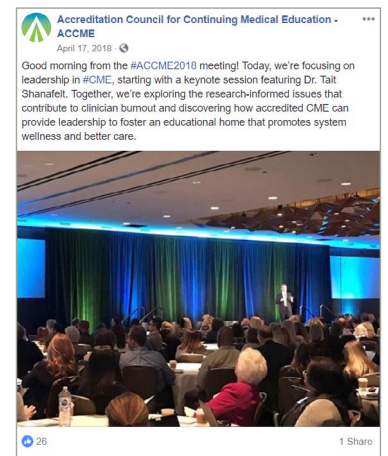 Accreditation Council for Continuing Medical Education -
ACCME
April 17, 2018 ·
Good morning from the #ACCME2018 meeting! Today, we're focusing on
leadership in #CME, starting with a keynote session featuring Dr. Tait
Shanafelt. Together, we're exploring the research-informed issues that
contribute to clinician burnout and discovering how accredited CME can
provide leadership to foster an educational home that promotes system
wellness and better care.
26
1 Share